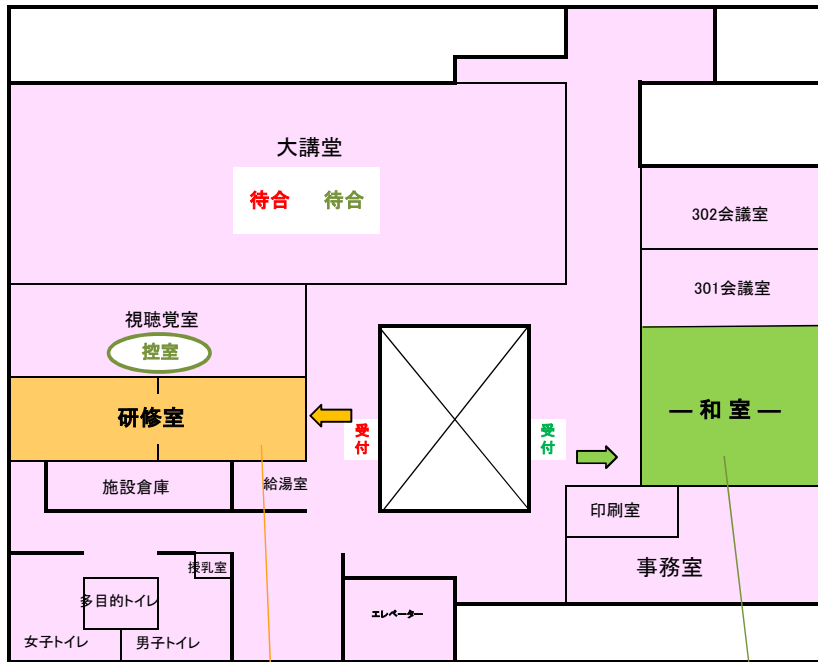 大講堂
待合 待合
302会議室
301会議室
視聴覚室
控室
研修室
受付
受付
― 和 室 ―
施設倉庫
給湯室
印刷室
事務室
授乳室
多目的トイレ
エレベーター
女子トイレ
男子トイレ